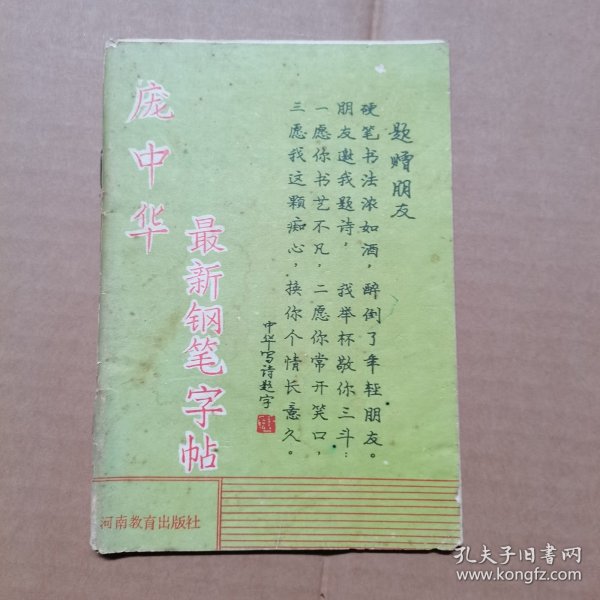 庞中华
最新钢笔字帖
题赠朋友
硬笔书法浓如酒，醉倒了年轻朋友。
朋友邀我题诗，我举杯敬你三斗：
一愿你书艺不凡，二愿你常开笑口，
三愿我这颗痴心，换你个情长意久。
中华写诗题字
河南教育出版社
孔夫子旧书网
www.kongfz.com